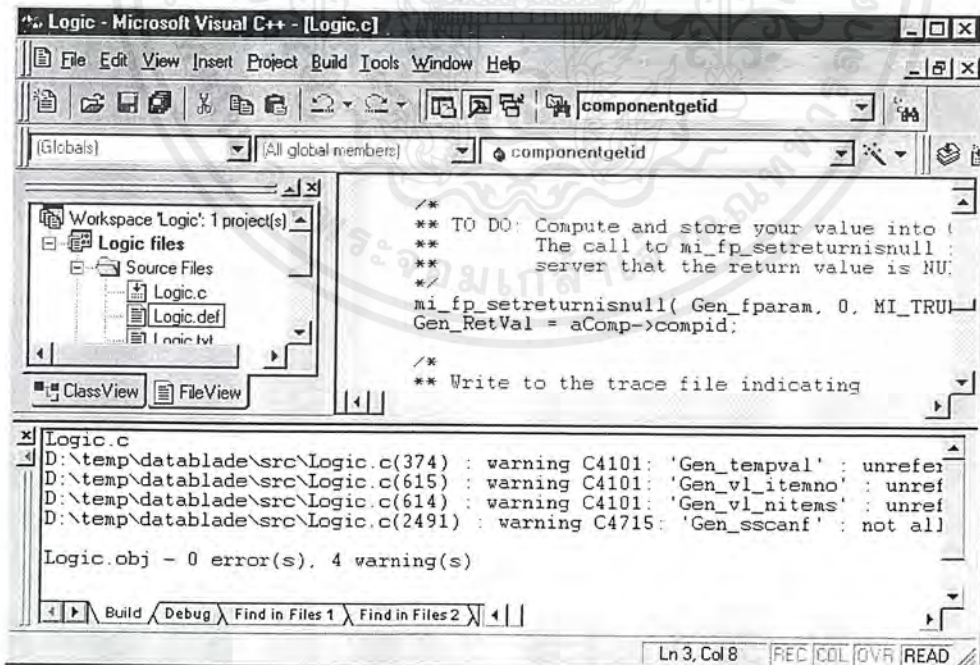 Logic - Microsoft Visual C++ - [Logic.c]
File Edit View Insert Project Build Tools Window Help
componentgetid
(Globals)
(All global members)
componentgetid
Workspace 'Logic': 1 project(s)
Logic files
Source Files
Logic.c
Logic.def
Logic.txt
ClassView
FileView
/*
** TO DO: Compute and store your value into
** The call to mi_fp_setreturnisnull
** server that the return value is NU
*/
mi_fp_setreturnisnull( Gen_fparam, 0, MI_TRU
Gen_RetVal = aComp->compid;
/*
** Write to the trace file indicating
Logic.c
D:\temp\datablade\src\Logic.c(374) : warning C4101: 'Gen_tempval' : unrefer
D:\temp\datablade\src\Logic.c(615) : warning C4101: 'Gen_vl_itemno' : unref
D:\temp\datablade\src\Logic.c(614) : warning C4101: 'Gen_vl_nitems' : unref
D:\temp\datablade\src\Logic.c(2491) : warning C4715: 'Gen_sscanf' : not all
Logic.obj - 0 error(s), 4 warning(s)
Build Debug Find in Files 1 Find in Files 2
Ln 3, Col 8 REC COL OVR READ